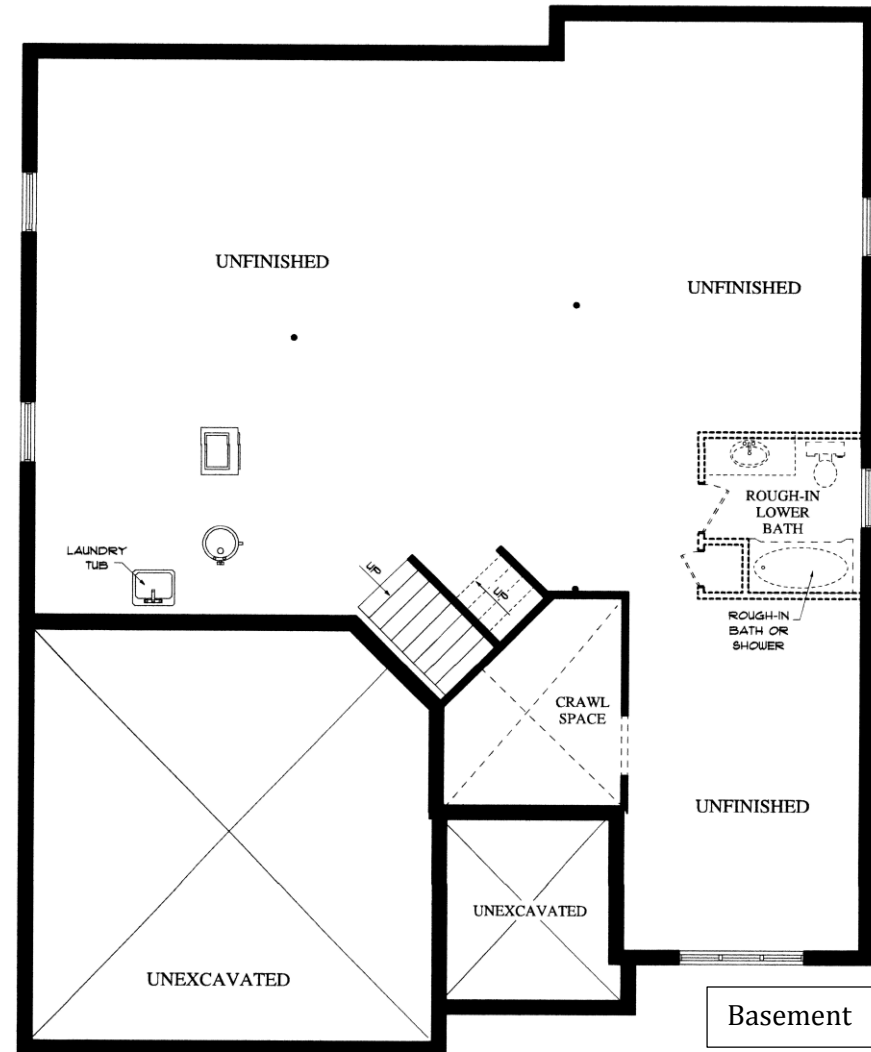 UNFINISHED
UNFINISHED
LAUNDRY
TUB
UP
UP
ROUGH-IN
LOWER
BATH
ROUGH-IN
BATH OR
SHOWER
CRAWL
SPACE
UNFINISHED
UNEXCAVATED
UNEXCAVATED
Basement